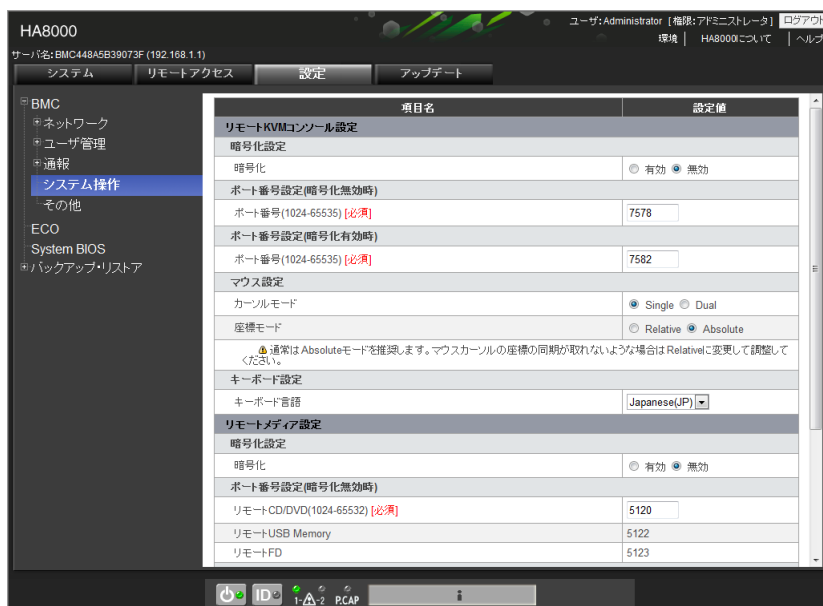 HA8000
ユーザ:Administrator [権限:アドミニストレータ] ログアウト
環境 | HA8000について | ヘルプ
サーバ名:BMC448A5B39073F (192.168.1.1)
システム リモートアクセス 設定 アップデート
BMC
ネットワーク
ユーザ管理
通報
システム操作
その他
ECO
System BIOS
バックアップ・リストア
項目名 設定値
リモートKVMコンソール設定
暗号化設定
暗号化 有効 無効
ポート番号設定(暗号化無効時)
ポート番号(1024-65535) [必須] 7578
ポート番号設定(暗号化有効時)
ポート番号(1024-65535) [必須] 7582
マウス設定
カーソルモード Single Dual
座標モード Relative Absolute
通常はAbsoluteモードを推奨します。マウスカーソルの座標の同期が取れないような場合はRelativeに変更して調整して
ください。
キーボード設定
キーボード言語 Japanese(JP)
リモートメディア設定
暗号化設定
暗号化 有効 無効
ポート番号設定(暗号化無効時)
リモートCD/DVD(1024-65532) [必須] 5120
リモートUSB Memory 5122
リモートFD 5123
ID 1-⚠-2 P.CAP i